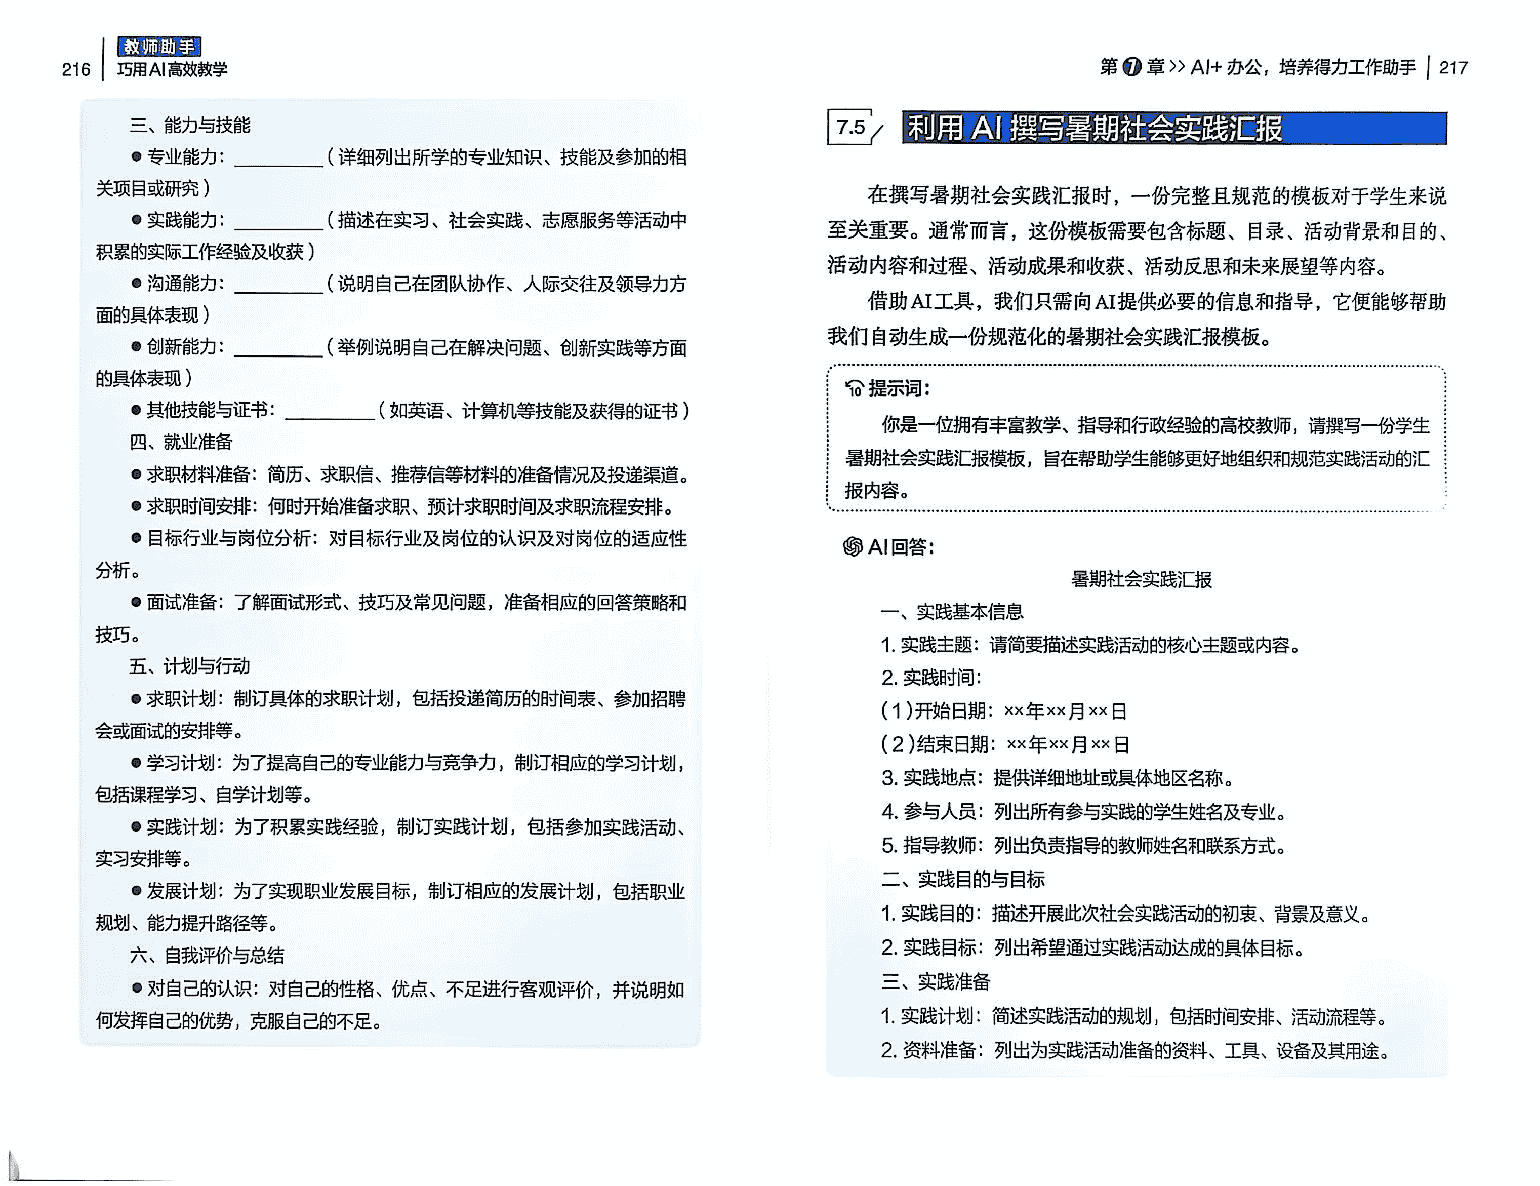 216
教师助手
巧用AI高效教学
三、能力与技能
●专业能力：__________（详细列出所学的专业知识、技能及参加的相
关项目或研究）
●实践能力：__________（描述在实习、社会实践、志愿服务等活动中
积累的实际工作经验及收获）
●沟通能力：__________（说明自己在团队协作、人际交往及领导力方
面的具体表现）
●创新能力：__________（举例说明自己在解决问题、创新实践等方面
的具体表现）
●其他技能与证书：__________（如英语、计算机等技能及获得的证书）
四、就业准备
●求职材料准备：简历、求职信、推荐信等材料的准备情况及投递渠道。
●求职时间安排：何时开始准备求职、预计求职时间及求职流程安排。
●目标行业与岗位分析：对目标行业及岗位的认识及对岗位的适应性
分析。
●面试准备：了解面试形式、技巧及常见问题，准备相应的回答策略和
技巧。
五、计划与行动
●求职计划：制订具体的求职计划，包括投递简历的时间表、参加招聘
会或面试的安排等。
●学习计划：为了提高自己的专业能力与竞争力，制订相应的学习计划，
包括课程学习、自学计划等。
●实践计划：为了积累实践经验，制订实践计划，包括参加实践活动、
实习安排等。
●发展计划：为了实现职业发展目标，制订相应的发展计划，包括职业
规划、能力提升路径等。
六、自我评价与总结
●对自己的认识：对自己的性格、优点、不足进行客观评价，并说明如
何发挥自己的优势，克服自己的不足。
第7章>> AI+ 办公，培养得力工作助手 217
7.5 利用 AI 撰写暑期社会实践汇报
在撰写暑期社会实践汇报时，一份完整且规范的模板对于学生来说
至关重要。通常而言，这份模板需要包含标题、目录、活动背景和目的、
活动内容和过程、活动成果和收获、活动反思和未来展望等内容。
借助AI工具，我们只需向AI提供必要的信息和指导，它便能够帮助
我们自动生成一份规范化的暑期社会实践汇报模板。
提示词：
你是一位拥有丰富教学、指导和行政经验的高校教师，请撰写一份学生
暑期社会实践汇报模板，旨在帮助学生能够更好地组织和规范实践活动的汇
报内容。
AI回答：
暑期社会实践汇报
一、实践基本信息
1. 实践主题：请简要描述实践活动的核心主题或内容。
2. 实践时间：
（1）开始日期：××年××月××日
（2）结束日期：××年××月××日
3. 实践地点：提供详细地址或具体地区名称。
4. 参与人员：列出所有参与实践的学生姓名及专业。
5. 指导教师：列出负责指导的教师姓名和联系方式。
二、实践目的与目标
1. 实践目的：描述开展此次社会实践活动的初衷、背景及意义。
2. 实践目标：列出希望通过实践活动达成的具体目标。
三、实践准备
1. 实践计划：简述实践活动的规划，包括时间安排、活动流程等。
2. 资料准备：列出为实践活动准备的资料、工具、设备及其用途。